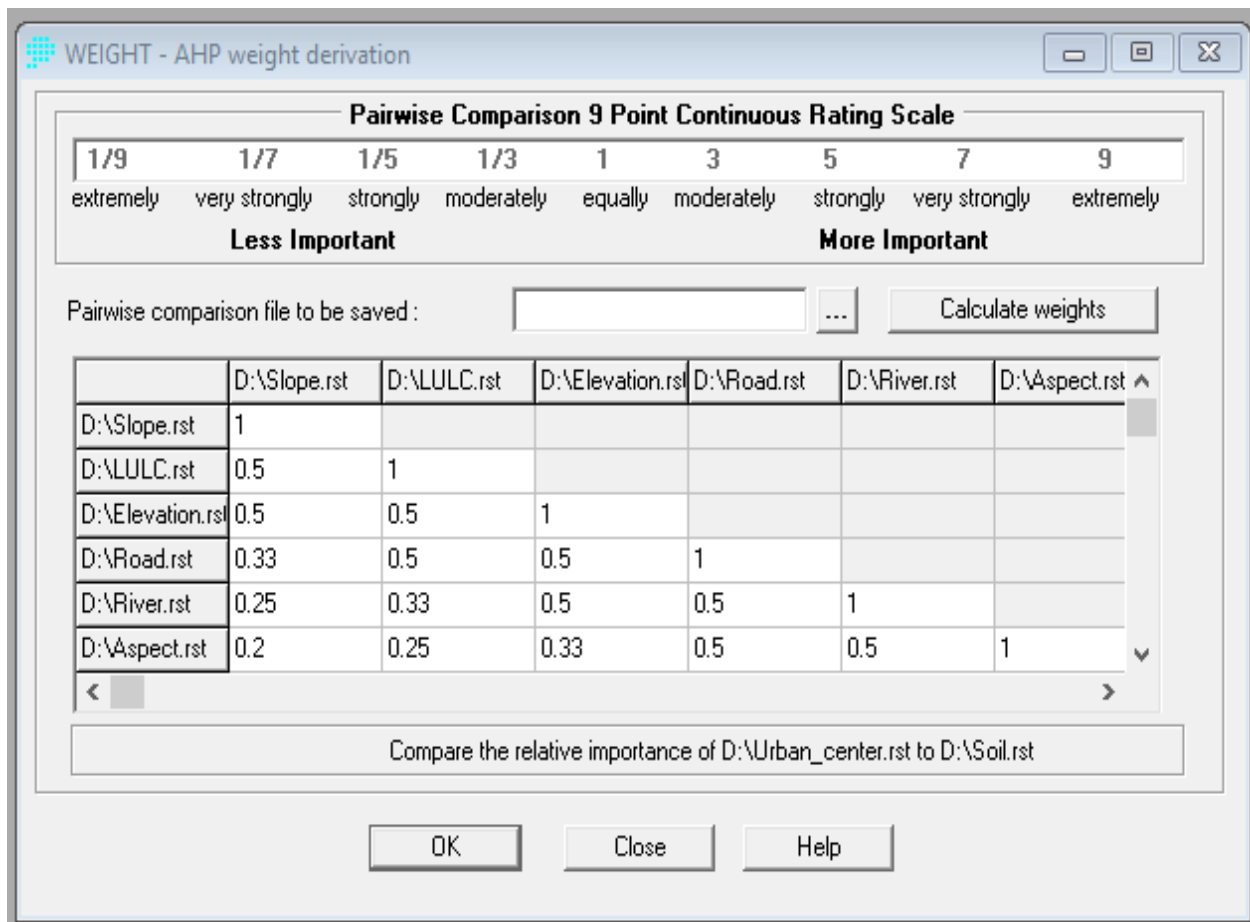 WEIGHT - AHP weight derivation
Pairwise Comparison 9 Point Continuous Rating Scale
1/9 1/7 1/5 1/3 1 3 5 7 9
extremely very strongly strongly moderately equally moderately strongly very strongly extremely
Less Important More Important
Pairwise comparison file to be saved : ... Calculate weights
D:\Slope.rst D:\LULC.rst D:\Elevation.rst D:\Road.rst D:\River.rst D:\Aspect.rst
D:\Slope.rst 1
D:\LULC.rst 0.5 1
D:\Elevation.rst 0.5 0.5 1
D:\Road.rst 0.33 0.5 0.5 1
D:\River.rst 0.25 0.33 0.5 0.5 1
D:\Aspect.rst 0.2 0.25 0.33 0.5 0.5 1
Compare the relative importance of D:\Urban_center.rst to D:\Soil.rst
OK Close Help